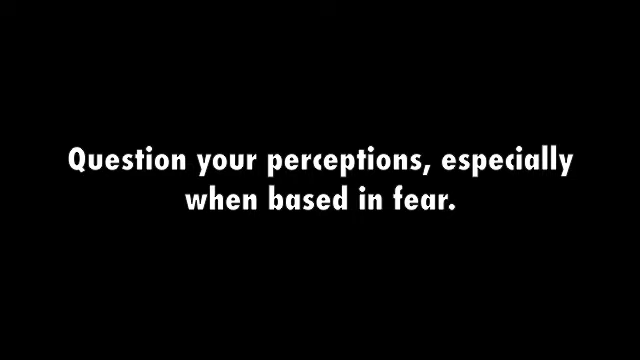 Question your perceptions, especially
when based in fear.